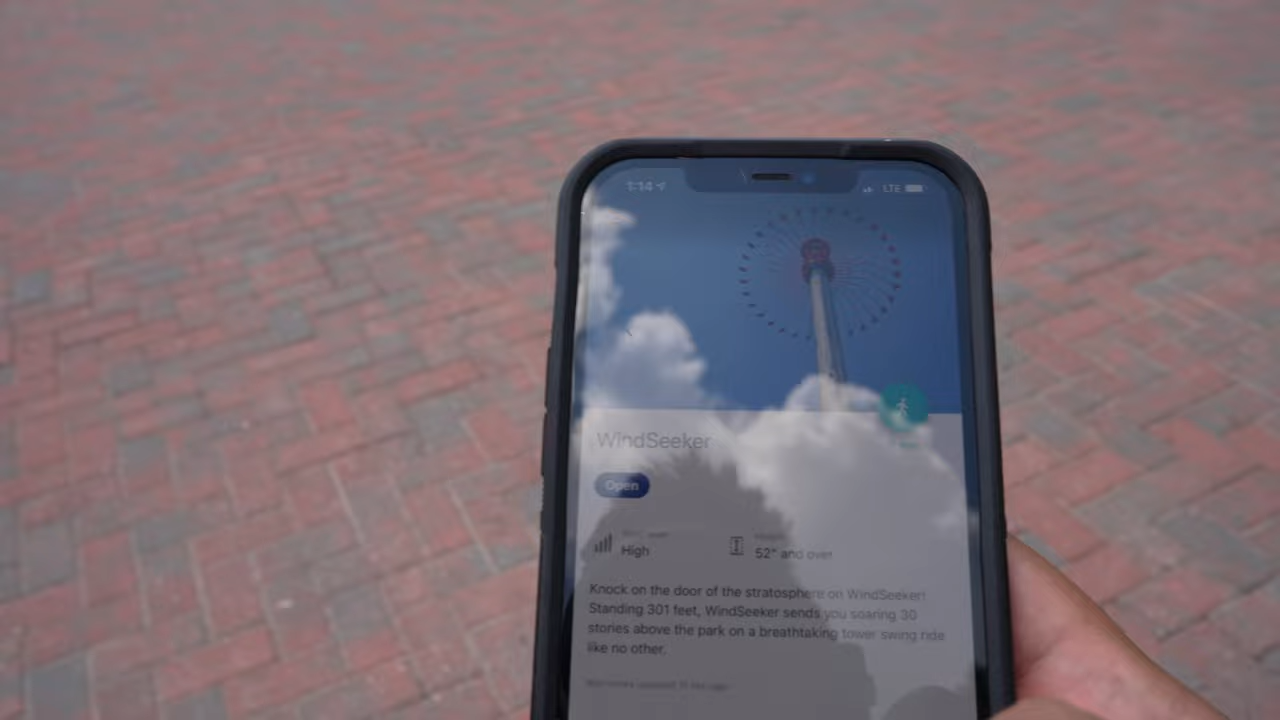 1:14
LTE
WindSeeker
Open
High
52" and over
Knock on the door of the stratosphere on WindSeeker!
Standing 301 feet, WindSeeker sends you soaring 30
stories above the park on a breathtaking tower swing ride
like no other.